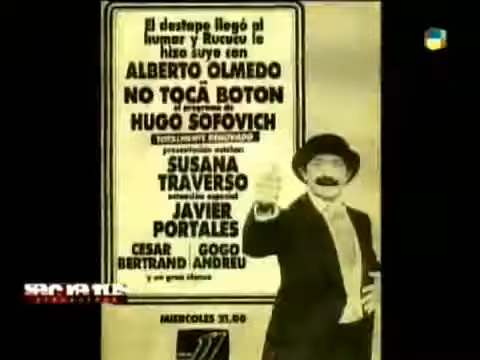 El destape llegó al
humor y Rucucu lo
hizo suyo con
ALBERTO OLMEDO
en
NO TOCA BOTON
el programa de
HUGO SOFOVICH
TOTALMENTE RENOVADO
presentación estelar:
SUSANA
TRAVERSO
actuación especial
JAVIER
PORTALES
CESAR
BERTRAND
GOGO
ANDREU
y un gran elenco
MIERCOLES 21.00
11